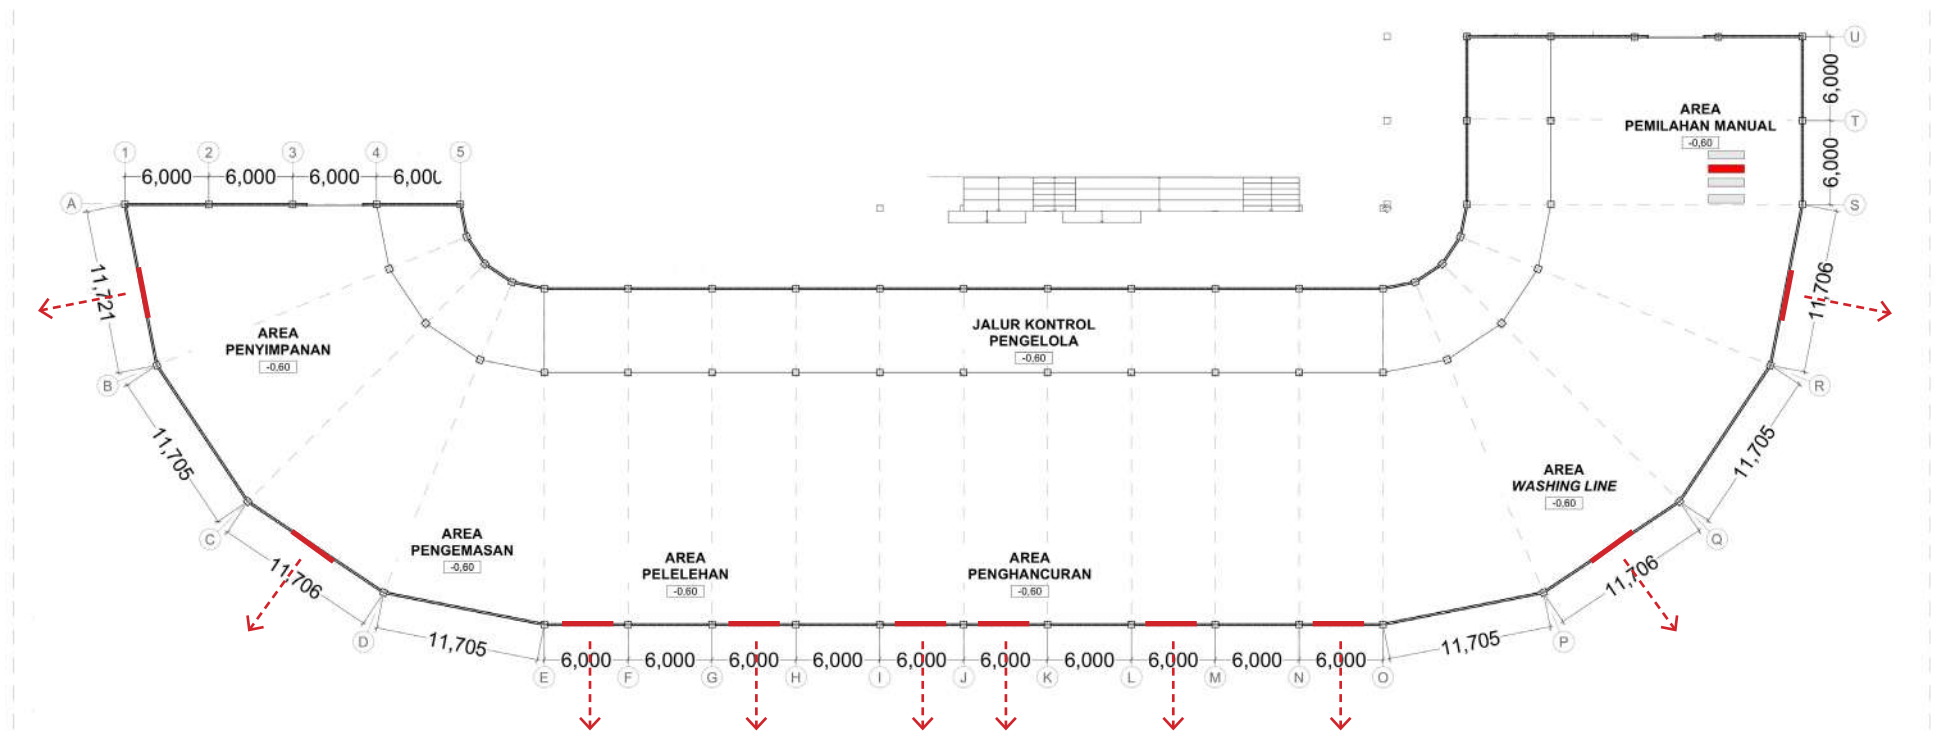 U
6,000
AREA
PEMILAHAN MANUAL
-0,60
T
6,000
S
1 2 3 4 5
6,000 6,000 6,000 6,00
A
11,721
AREA
PENYIMPANAN
-0,60
JALUR KONTROL
PENGELOLA
-0,60
11,706
B
R
11,705
11,705
AREA
WASHING LINE
-0,60
C
Q
AREA
PENGEMASAN
-0,60
AREA
PELELEHAN
-0,60
AREA
PENGHANCURAN
-0,60
11,706
11,706
D
P
11,705
11,705
6,000 6,000 6,000 6,000 6,000 6,000 6,000 6,000 6,000 6,000
E F G H I J K L M N O